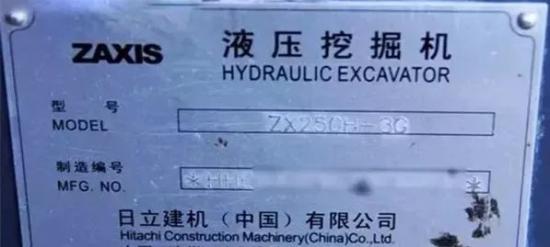 ZAXIS 液压挖掘机
HYDRAULIC EXCAVATOR
型号
MODEL ZX250H-3G
制造编号
MFG. NO.
日立建机（中国）有限公司
Hitachi Construction Machinery(China)Co., Ltd.